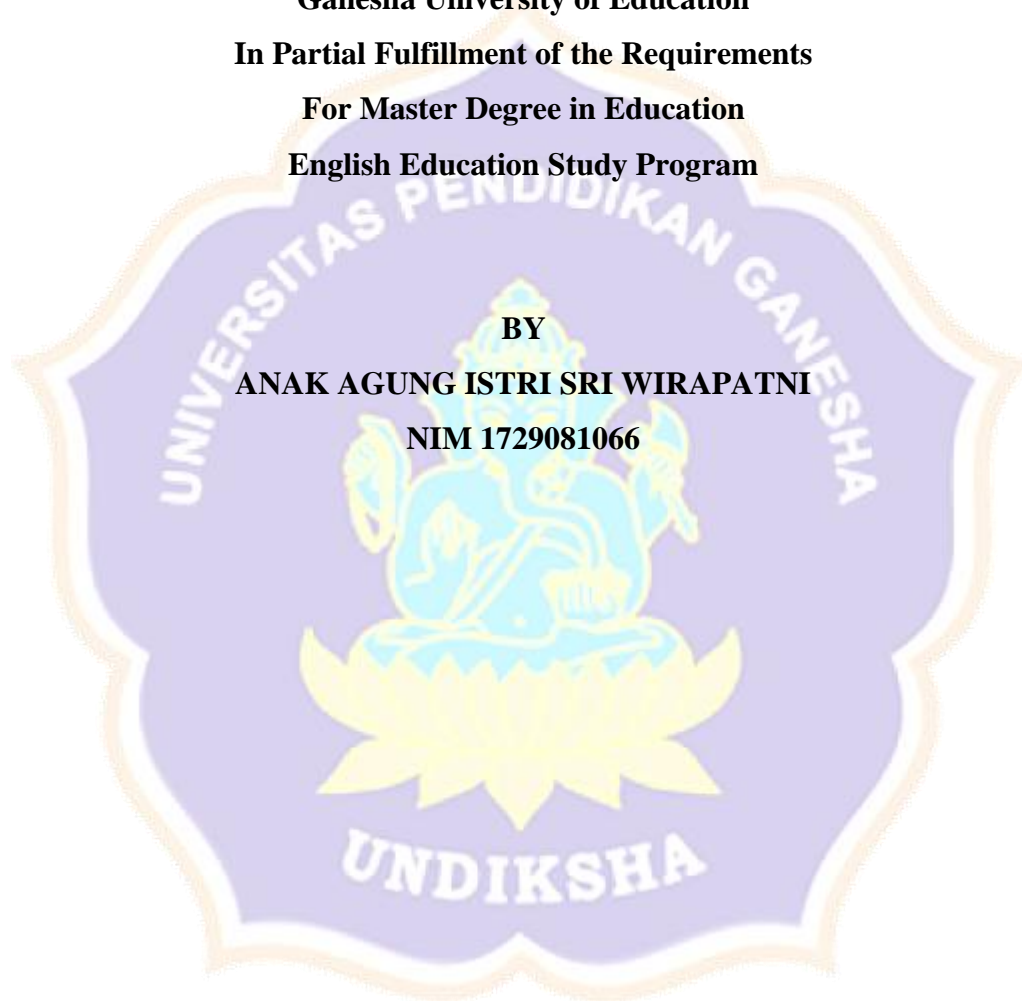 Ganesha University of Education
In Partial Fulfillment of the Requirements
For Master Degree in Education
English Education Study Program
UNIVERSITAS PENDIDIKAN GANESHA
BY
ANAK AGUNG ISTRI SRI WIRAPATNI
NIM 1729081066
UNDIKSHA